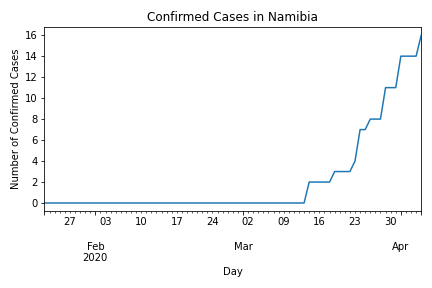 Confirmed Cases in Namibia
16
14
12
10
8
6
4
2
0
Number of Confirmed Cases
27 03 10 17 24 02 09 16 23 30
Feb Mar Apr
2020
Day